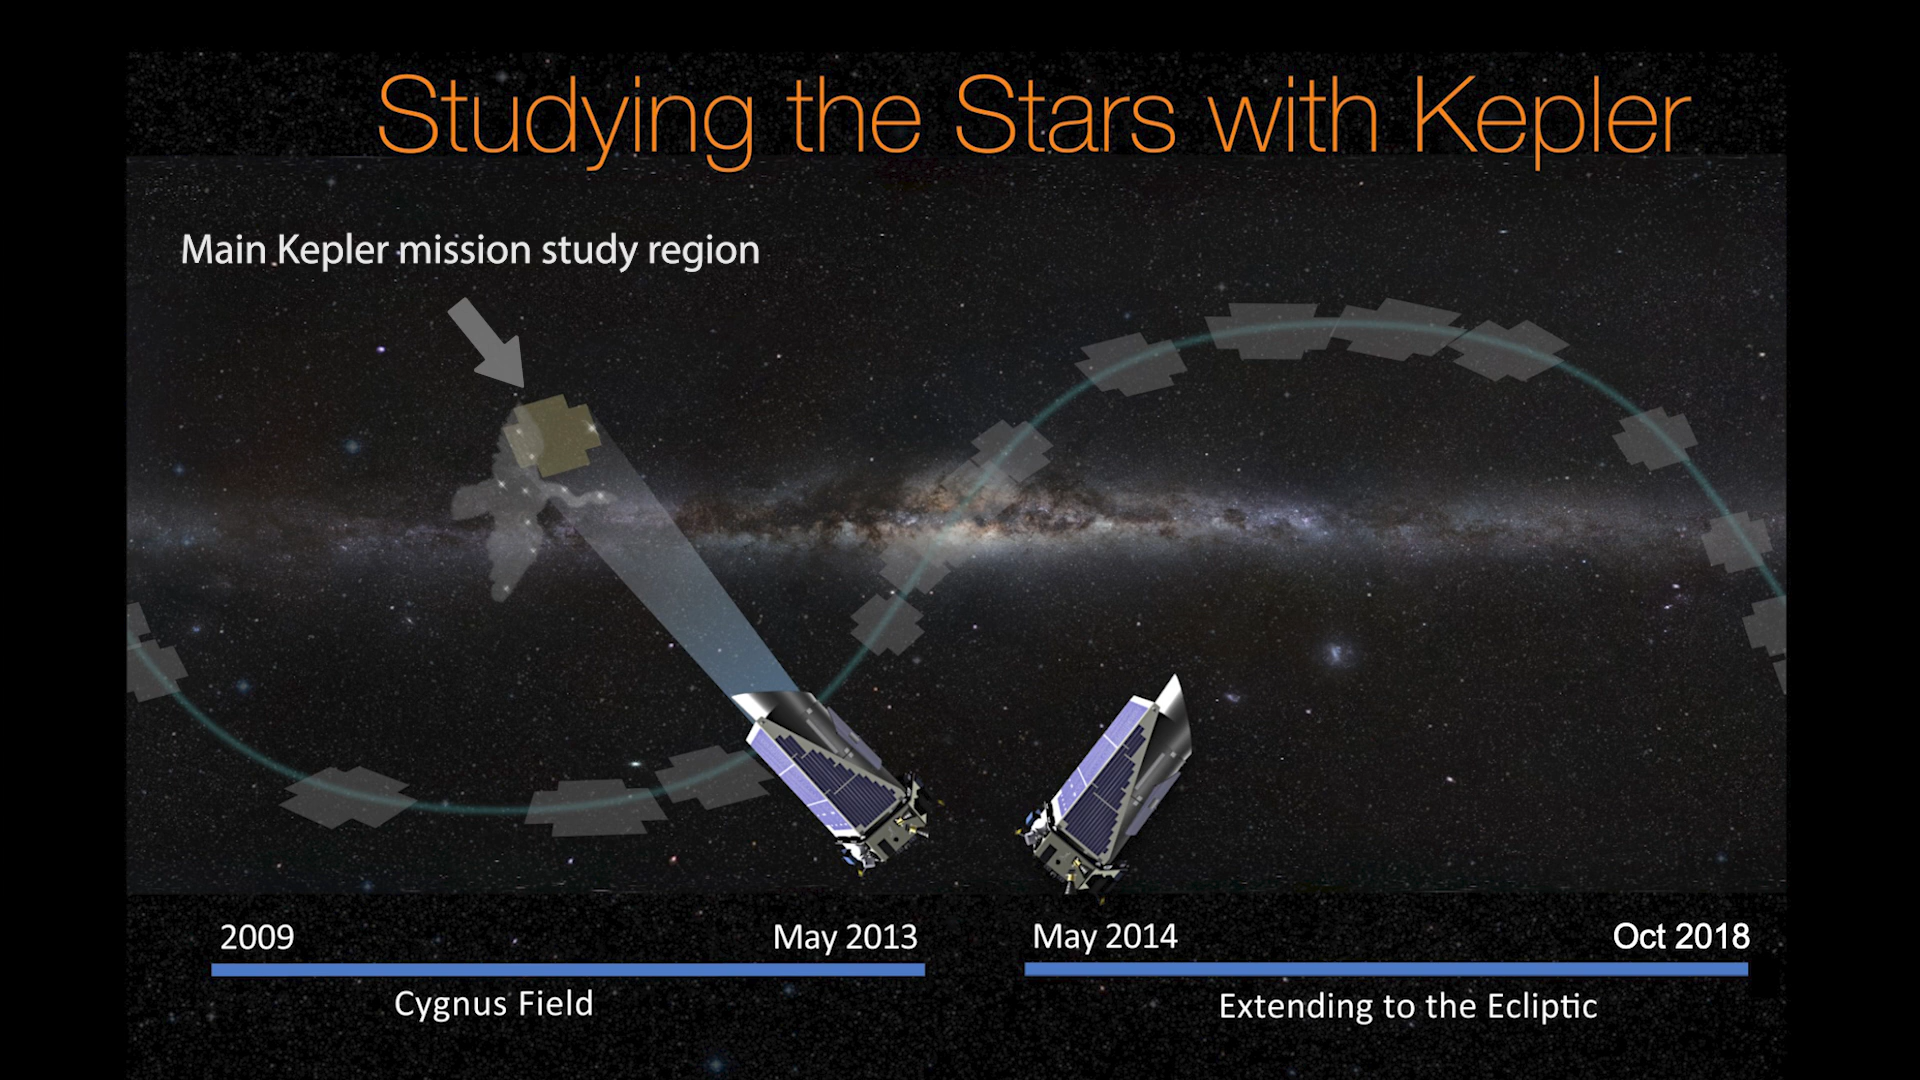 Studying the Stars with Kepler
Main Kepler mission study region
2009
May 2013
May 2014
Oct 2018
Cygnus Field
Extending to the Ecliptic